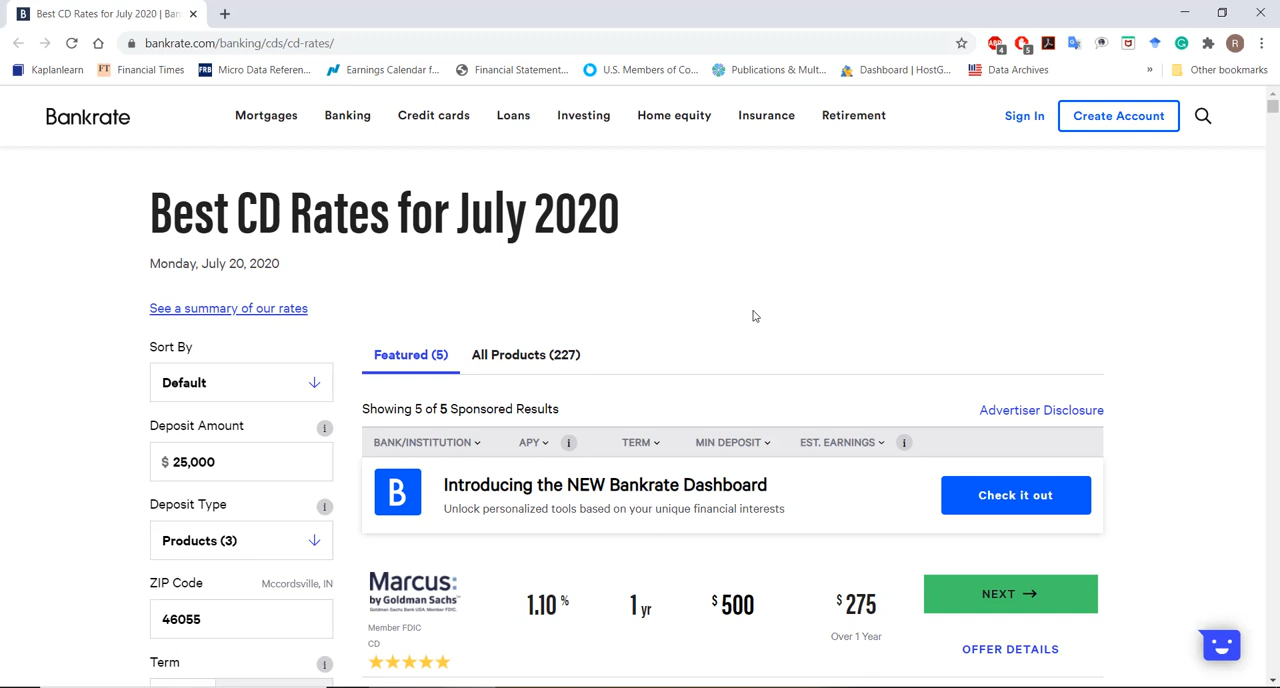 Best CD Rates for July 2020 | Ban
bankrate.com/banking/cds/cd-rates/
Kaplanlearn
Financial Times
Micro Data Referen...
Earnings Calendar f...
Financial Statement...
U.S. Members of Co...
Publications & Mult...
Dashboard | HostG...
Data Archives
»
Other bookmarks
Bankrate
Mortgages
Banking
Credit cards
Loans
Investing
Home equity
Insurance
Retirement
Sign In
Create Account
Best CD Rates for July 2020
Monday, July 20, 2020
See a summary of our rates
Sort By
Default
Deposit Amount
$ 25,000
Deposit Type
Products (3)
ZIP Code
Mccordsville, IN
46055
Term
Featured (5)
All Products (227)
Showing 5 of 5 Sponsored Results
Advertiser Disclosure
BANK/INSTITUTION
APY
TERM
MIN DEPOSIT
EST. EARNINGS
B
Introducing the NEW Bankrate Dashboard
Unlock personalized tools based on your unique financial interests
Check it out
Marcus:
by Goldman Sachs
Goldman Sachs Bank USA. Member FDIC.
Member FDIC
CD
1.10 %
1 yr
$ 500
$ 275
Over 1 Year
NEXT
OFFER DETAILS